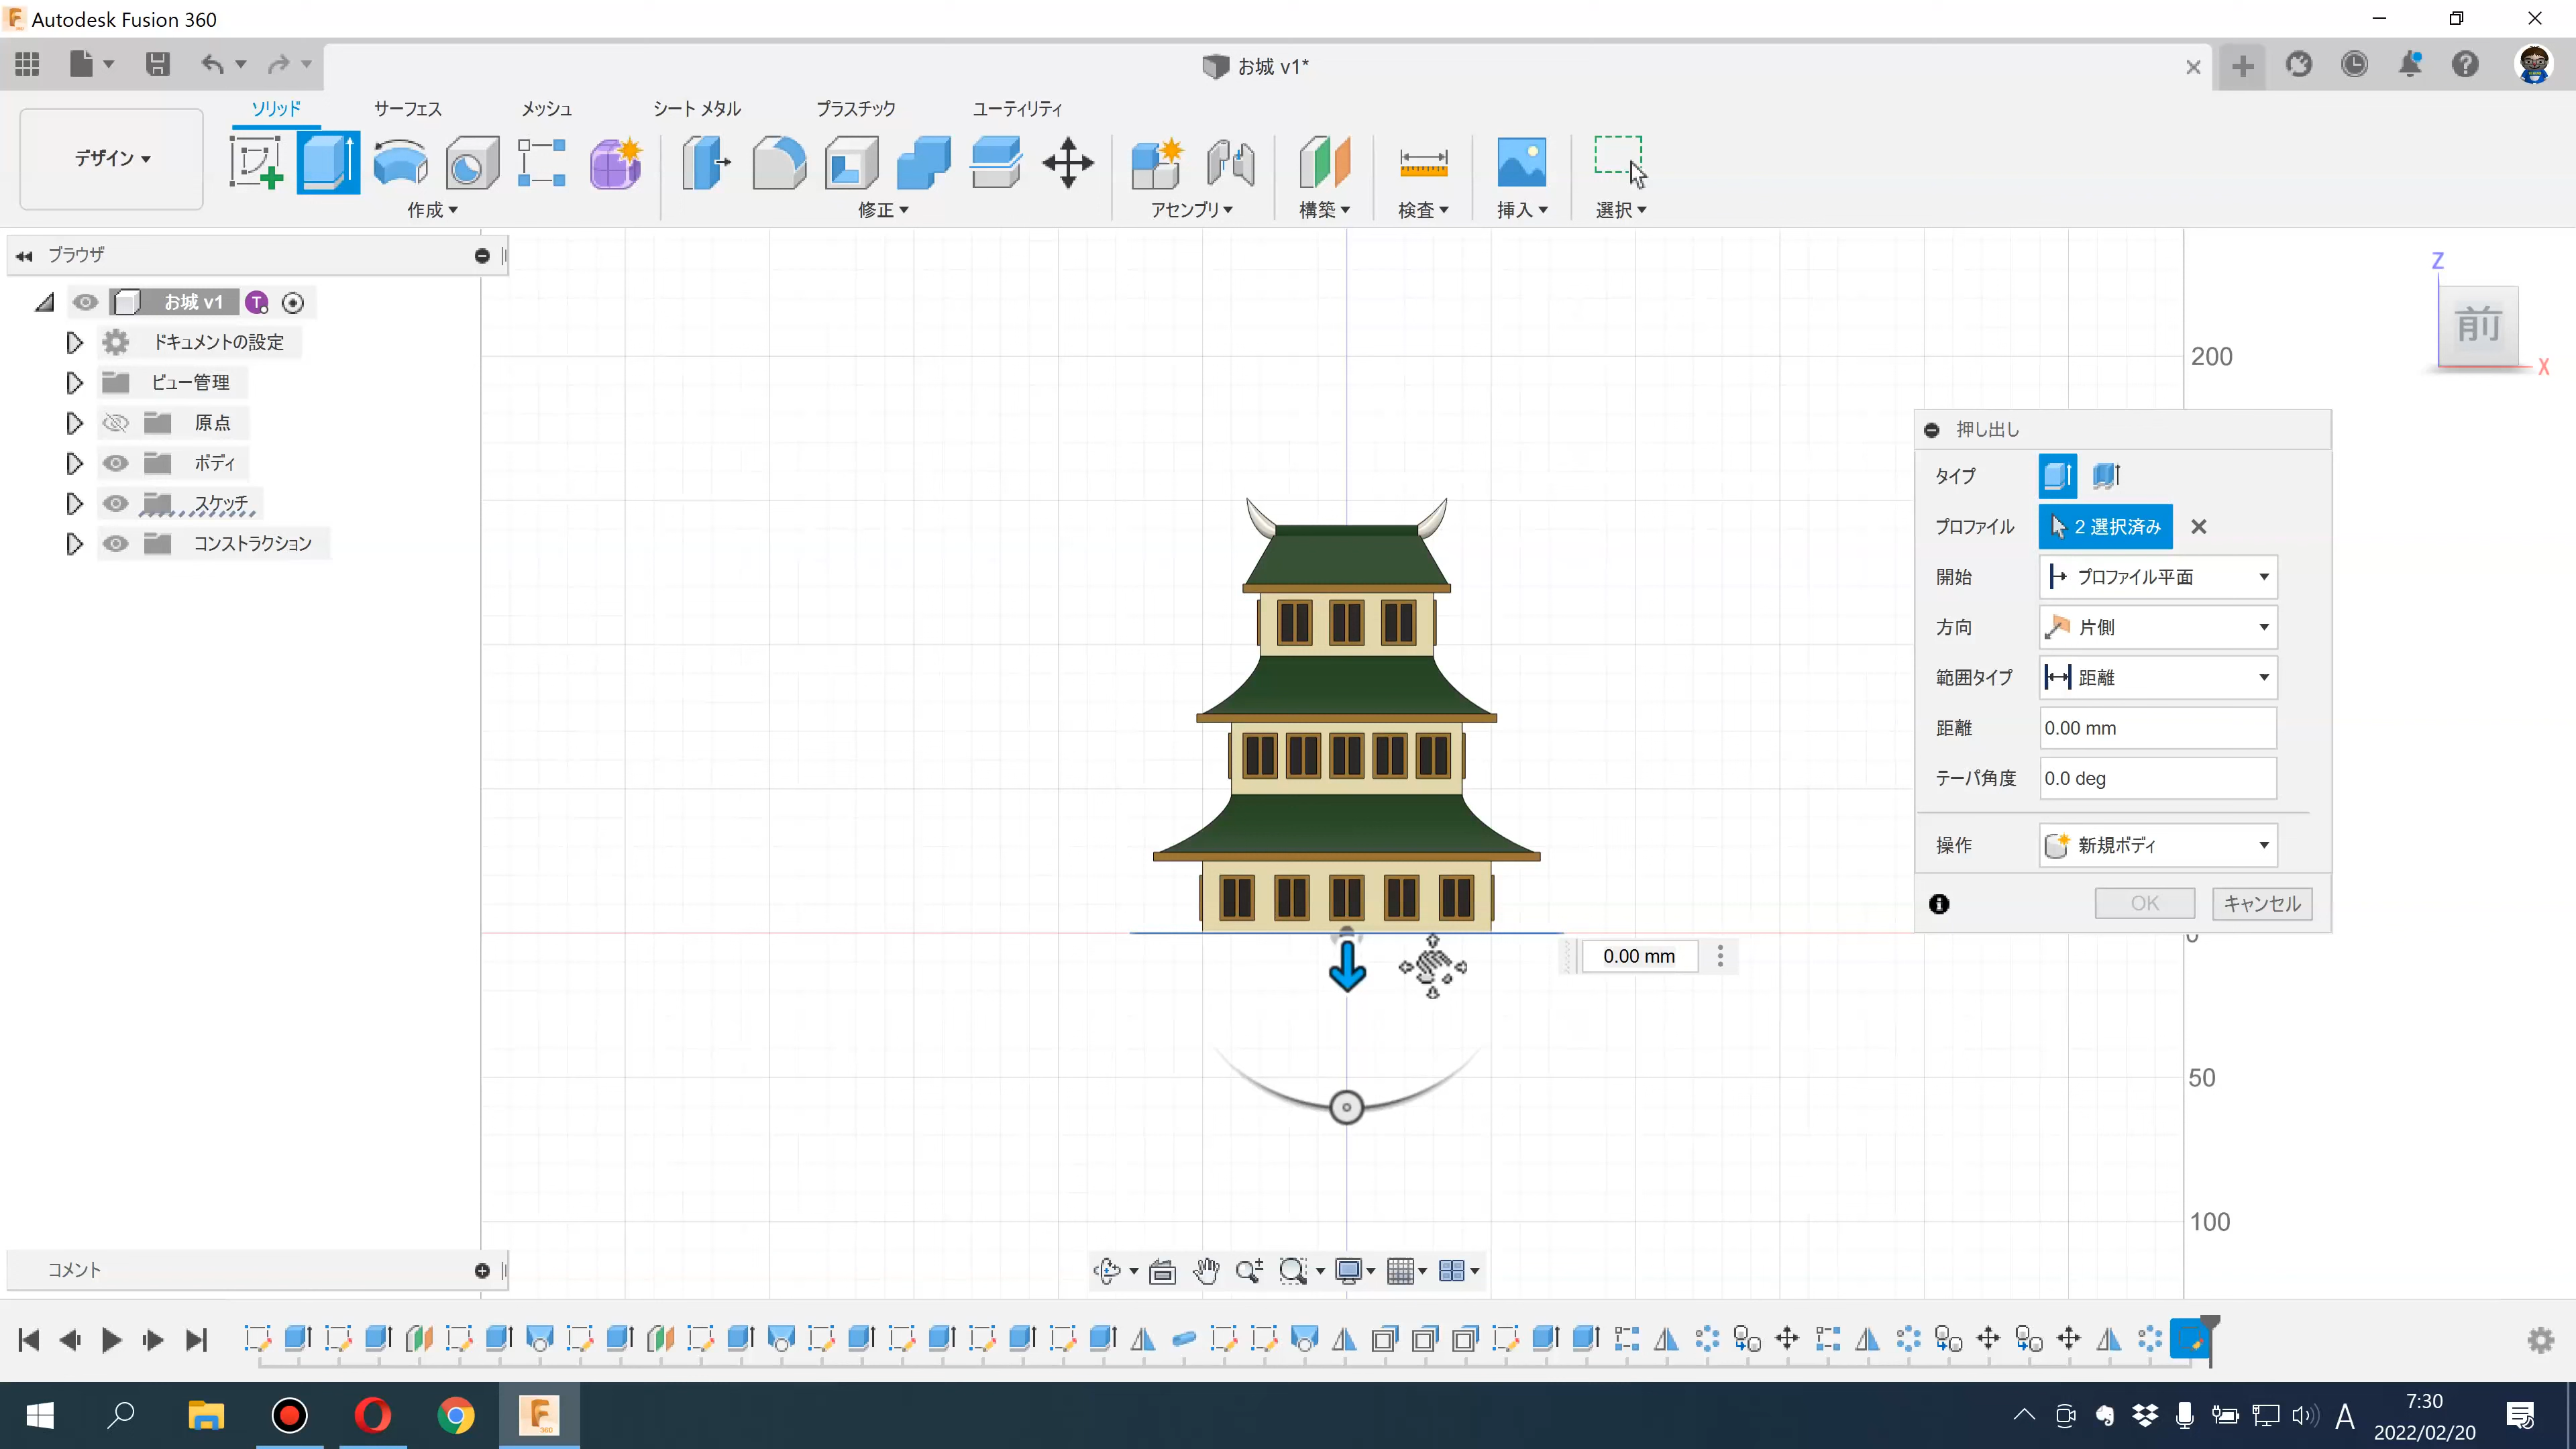 Autodesk Fusion 360
お城 v1*
ソリッド サーフェス メッシュ シート メタル プラスチック ユーティリティ
デザイン
作成 修正 アセンブリ 構築 検査 挿入 選択
ブラウザ
お城 v1
ドキュメントの設定
ビュー管理
原点
ボディ
スケッチ
コンストラクション
Z
前
X
200
押し出し
タイプ
プロファイル 2 選択済み
開始 プロファイル平面
方向 片側
範囲タイプ 距離
距離 0.00 mm
テーパ角度 0.0 deg
操作 新規ボディ
OK キャンセル
0
0.00 mm
50
100
コメント
A
7:30
2022/02/20